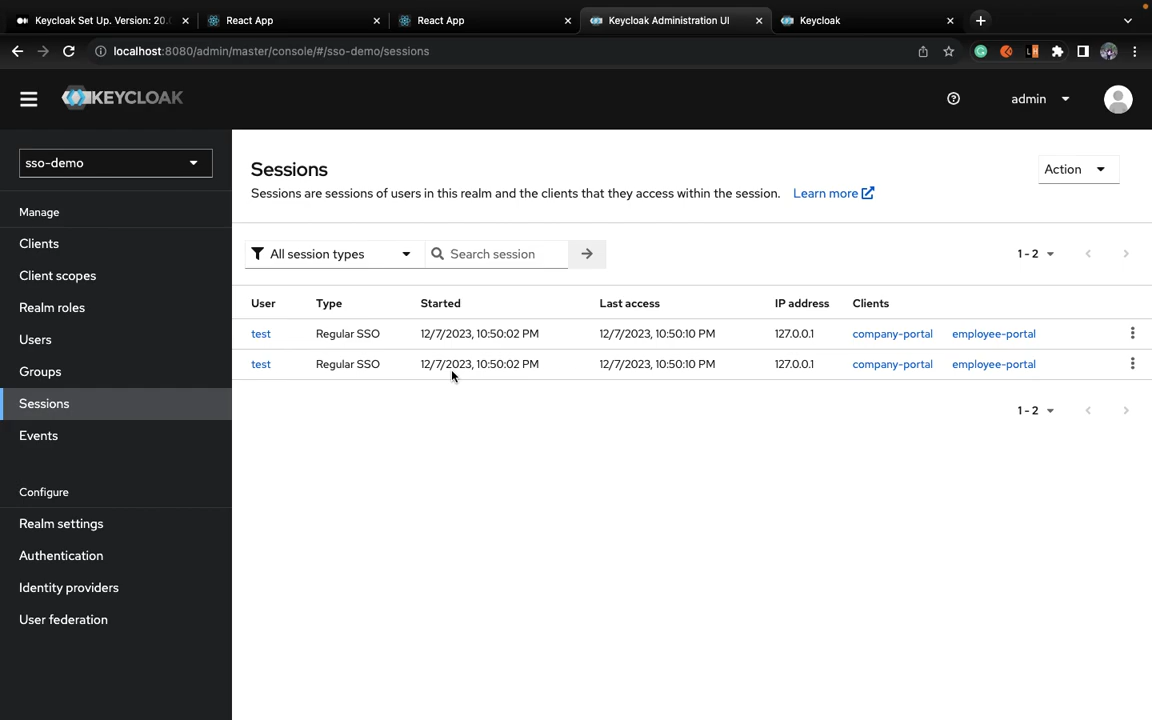 Keycloak Set Up. Version: 20.
React App
React App
Keycloak Administration UI
Keycloak
localhost:8080/admin/master/console/#/sso-demo/sessions
KEYCLOAK
admin
sso-demo
Manage
Clients
Client scopes
Realm roles
Users
Groups
Sessions
Events
Configure
Realm settings
Authentication
Identity providers
User federation
Sessions
Action
Sessions are sessions of users in this realm and the clients that they access within the session. Learn more
All session types
Search session
1 - 2
User Type Started Last access IP address Clients
test Regular SSO 12/7/2023, 10:50:02 PM 12/7/2023, 10:50:10 PM 127.0.0.1 company-portal employee-portal
test Regular SSO 12/7/2023, 10:50:02 PM 12/7/2023, 10:50:10 PM 127.0.0.1 company-portal employee-portal
1 - 2